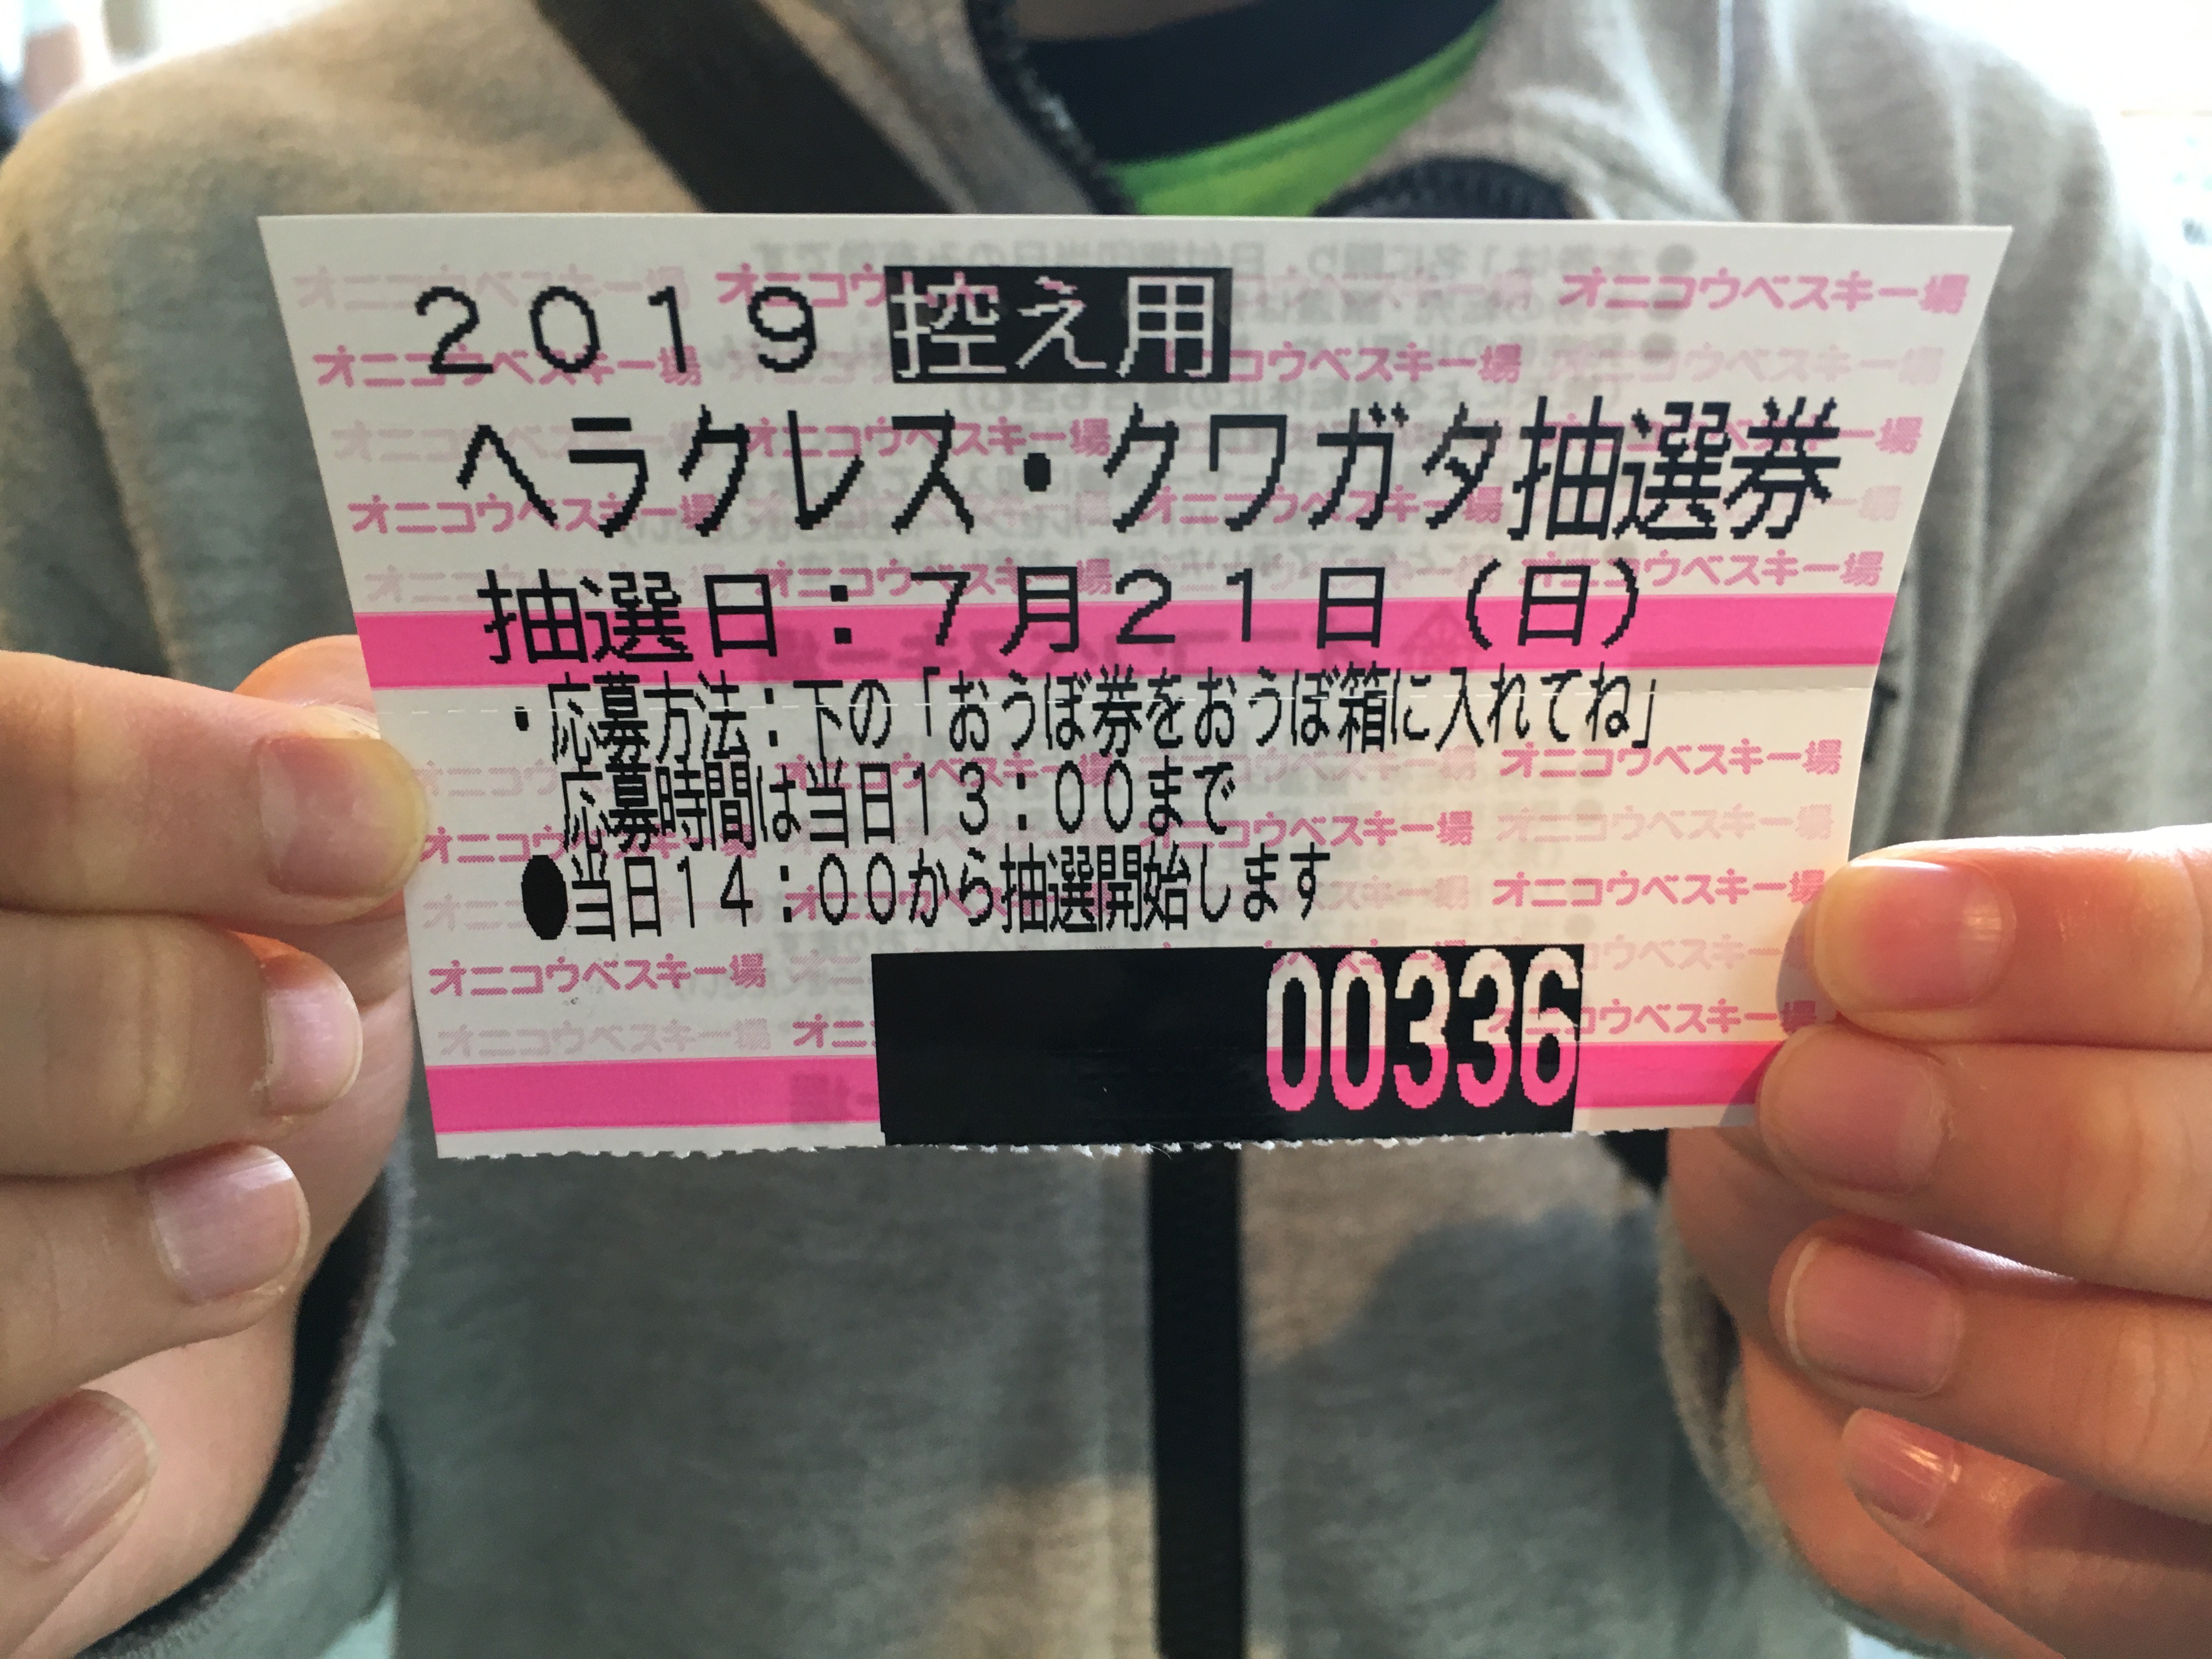 2019 控え用
ヘラクレス・クワガタ抽選券
抽選日：7月21日（日）
・応募方法：下の「おうぼ券をおうぼ箱に入れてね」
応募時間は当日13：00まで
●当日14：00から抽選開始します
00336
オニコウベスキー場